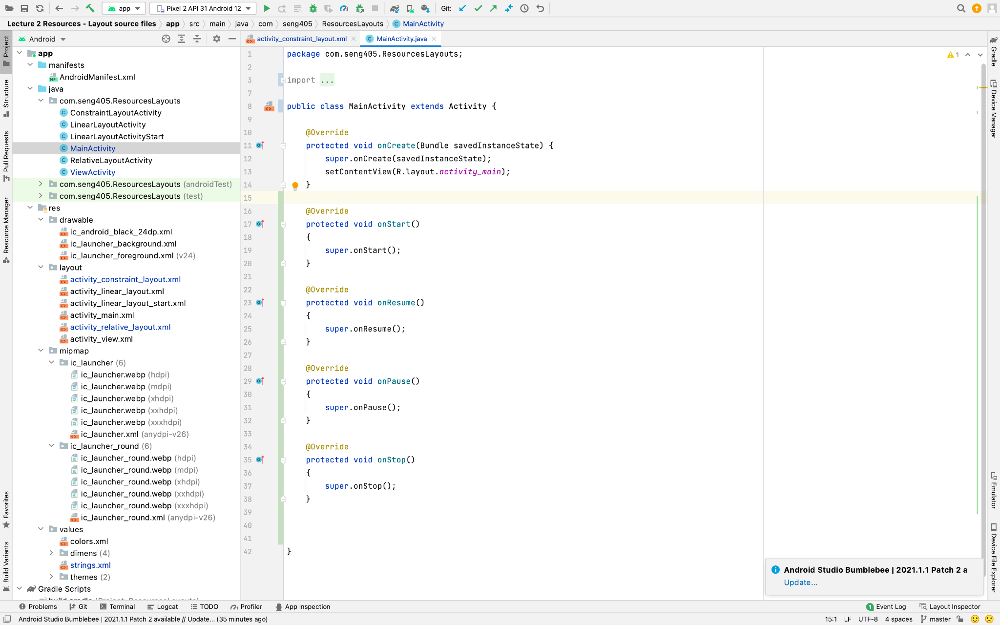 app
Pixel 2 API 31 Android 12
Git:
Lecture 2 Resources - Layout source files
app
src
main
java
com
seng405
ResourcesLayouts
MainActivity
Project
Structure
Pull Requests
Resource Manager
Favorites
Build Variants
Android
app
manifests
AndroidManifest.xml
java
com.seng405.ResourcesLayouts
ConstraintLayoutActivity
LinearLayoutActivity
LinearLayoutActivityStart
MainActivity
RelativeLayoutActivity
ViewActivity
com.seng405.ResourcesLayouts (androidTest)
com.seng405.ResourcesLayouts (test)
res
drawable
ic_android_black_24dp.xml
ic_launcher_background.xml
ic_launcher_foreground.xml (v24)
layout
activity_constraint_layout.xml
activity_linear_layout.xml
activity_linear_layout_start.xml
activity_main.xml
activity_relative_layout.xml
activity_view.xml
mipmap
ic_launcher (6)
ic_launcher.webp (hdpi)
ic_launcher.webp (mdpi)
ic_launcher.webp (xhdpi)
ic_launcher.webp (xxhdpi)
ic_launcher.webp (xxxhdpi)
ic_launcher.xml (anydpi-v26)
ic_launcher_round (6)
ic_launcher_round.webp (hdpi)
ic_launcher_round.webp (mdpi)
ic_launcher_round.webp (xhdpi)
ic_launcher_round.webp (xxhdpi)
ic_launcher_round.webp (xxxhdpi)
ic_launcher_round.xml (anydpi-v26)
values
colors.xml
dimens (4)
strings.xml
themes (2)
Gradle Scripts
build.gradle (Project: ResourcesLayouts)
activity_constraint_layout.xml
MainActivity.java
1 package com.seng405.ResourcesLayouts;
2
3 import ...
7
8 public class MainActivity extends Activity {
9
10 @Override
11 protected void onCreate(Bundle savedInstanceState) {
12 super.onCreate(savedInstanceState);
13 setContentView(R.layout.activity_main);
14 }
15
16 @Override
17 protected void onStart()
18 {
19 super.onStart();
20 }
21
22 @Override
23 protected void onResume()
24 {
25 super.onResume();
26 }
27
28 @Override
29 protected void onPause()
30 {
31 super.onPause();
32 }
33
34 @Override
35 protected void onStop()
36 {
37 super.onStop();
38 }
39
40
41
42 }
1
Gradle
Device Manager
Emulator
Device File Explorer
Android Studio Bumblebee | 2021.1.1 Patch 2 a
Update...
Problems
Git
Terminal
Logcat
TODO
Profiler
App Inspection
1 Event Log
Layout Inspector
Android Studio Bumblebee | 2021.1.1 Patch 2 available // Update... (35 minutes ago)
15:1
LF
UTF-8
4 spaces
master